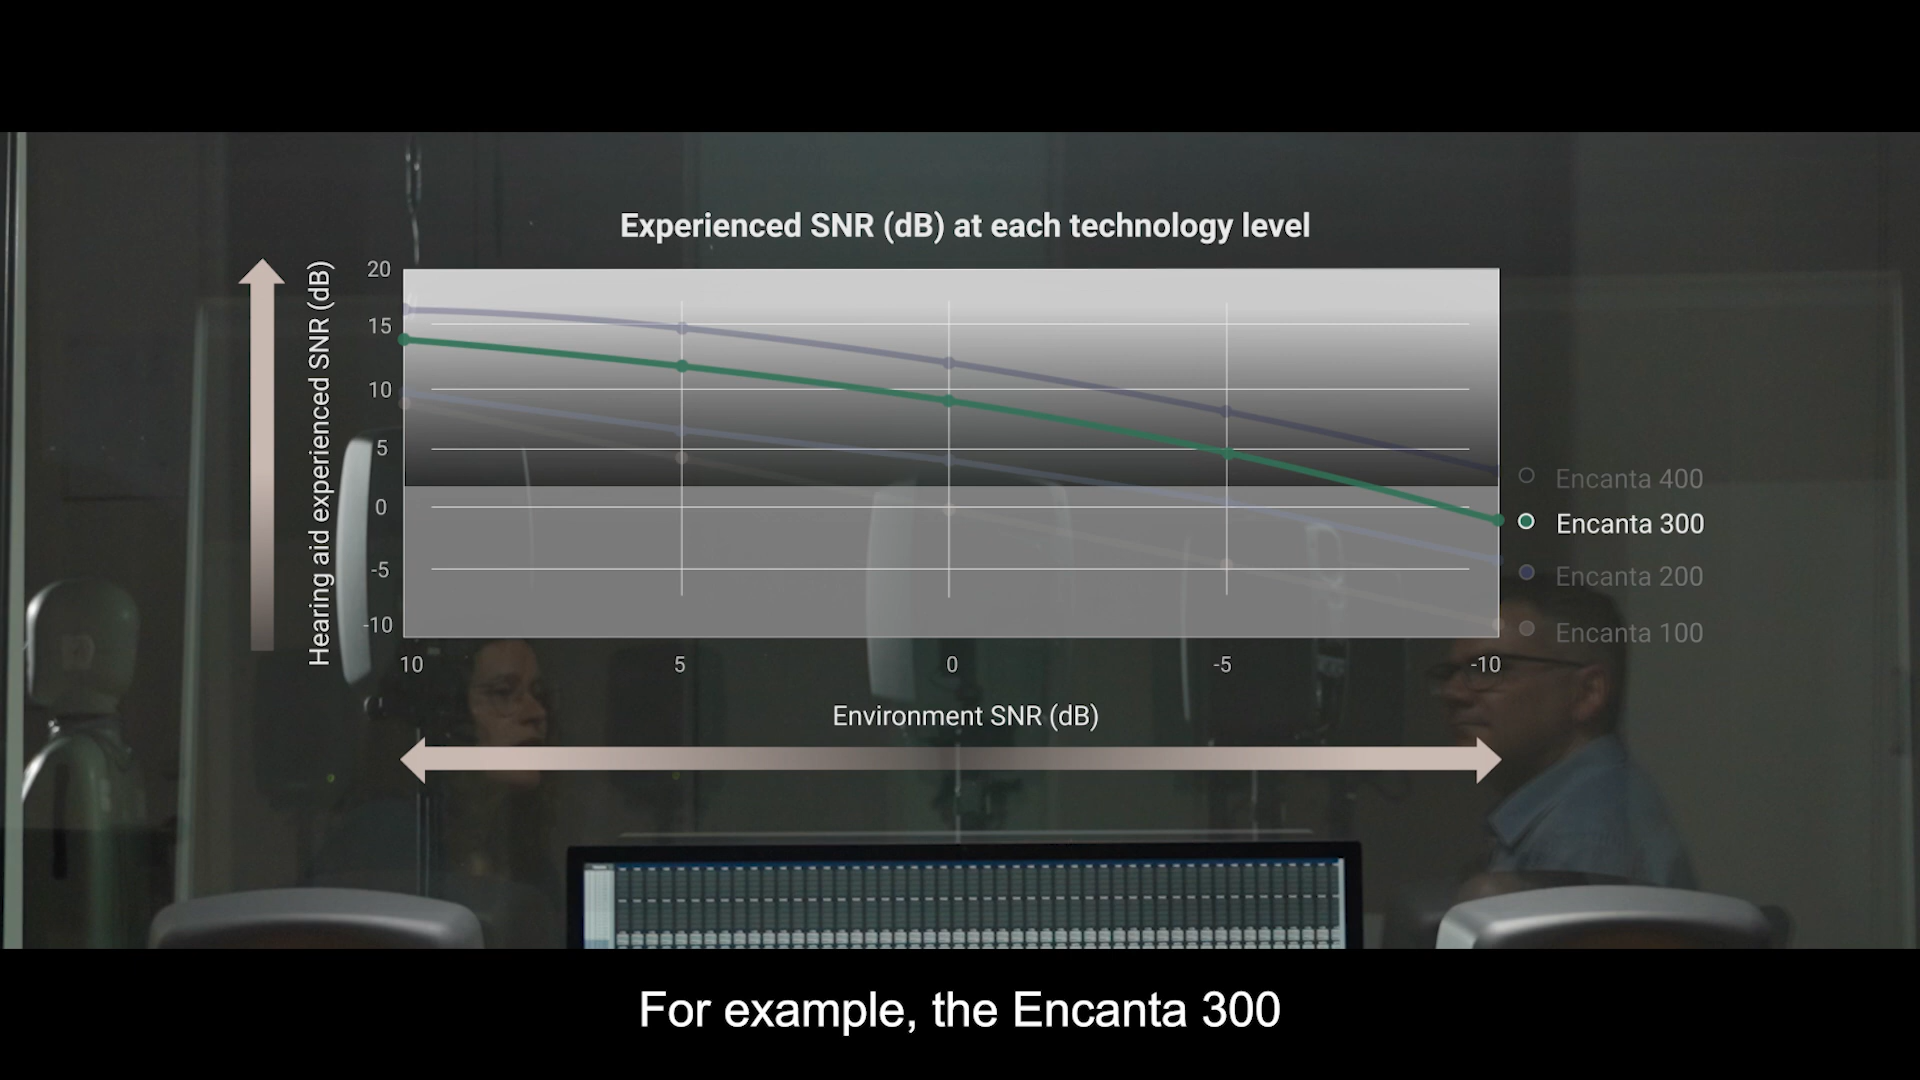 Experienced SNR (dB) at each technology level
Hearing aid experienced SNR (dB)
20
15
10
5
0
-5
-10
10
5
0
-5
-10
Environment SNR (dB)
Encanta 400
Encanta 300
Encanta 200
Encanta 100
For example, the Encanta 300